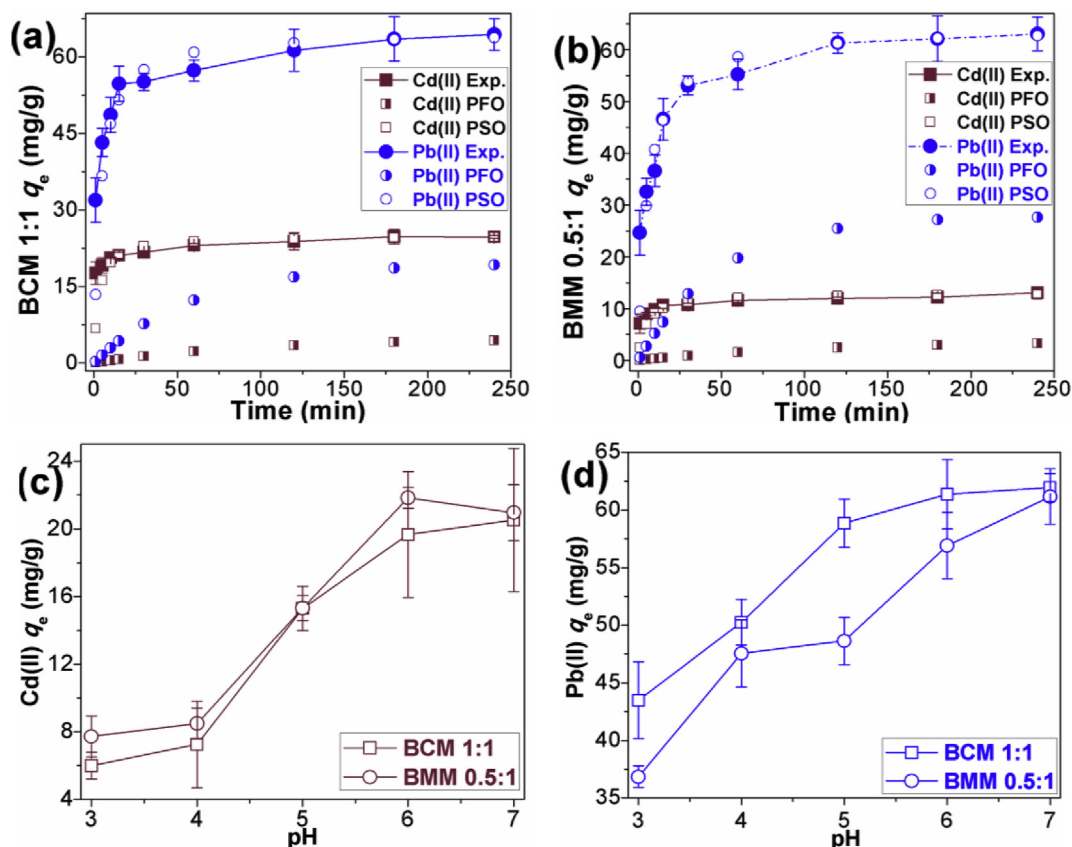 (a)
BCM 1:1 qe (mg/g)
60
45
30
15
0
Cd(II) Exp.
Cd(II) PFO
Cd(II) PSO
Pb(II) Exp.
Pb(II) PFO
Pb(II) PSO
0 50 100 150 200 250
Time (min)
(b)
BMM 0.5:1 qe (mg/g)
60
50
40
30
20
10
0
Cd(II) Exp.
Cd(II) PFO
Cd(II) PSO
Pb(II) Exp.
Pb(II) PFO
Pb(II) PSO
0 50 100 150 200 250
Time (min)
(c)
Cd(II) qe (mg/g)
24
20
16
12
8
4
BCM 1:1
BMM 0.5:1
3 4 5 6 7
pH
(d)
Pb(II) qe (mg/g)
65
60
55
50
45
40
35
BCM 1:1
BMM 0.5:1
3 4 5 6 7
pH